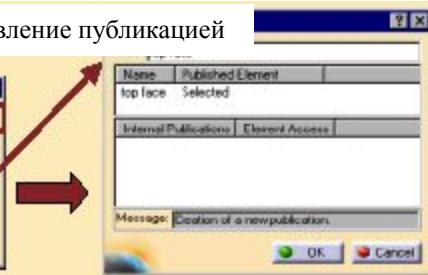 вление публикацией
Name Published Element
top face Selected
Internal Publications Element Access
Message: Creation of a new publication.
OK Cancel